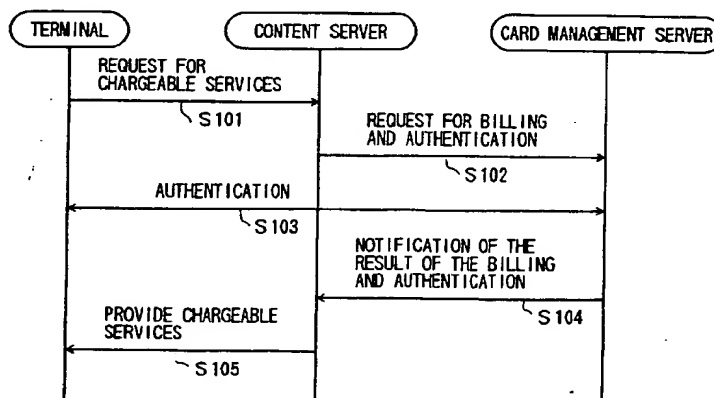 TERMINAL
CONTENT SERVER
CARD MANAGEMENT SERVER
REQUEST FOR
CHARGEABLE SERVICES
S101
REQUEST FOR BILLING
AND AUTHENTICATION
S102
AUTHENTICATION
S103
NOTIFICATION OF THE
RESULT OF THE BILLING
AND AUTHENTICATION
S104
PROVIDE CHARGEABLE
SERVICES
S105